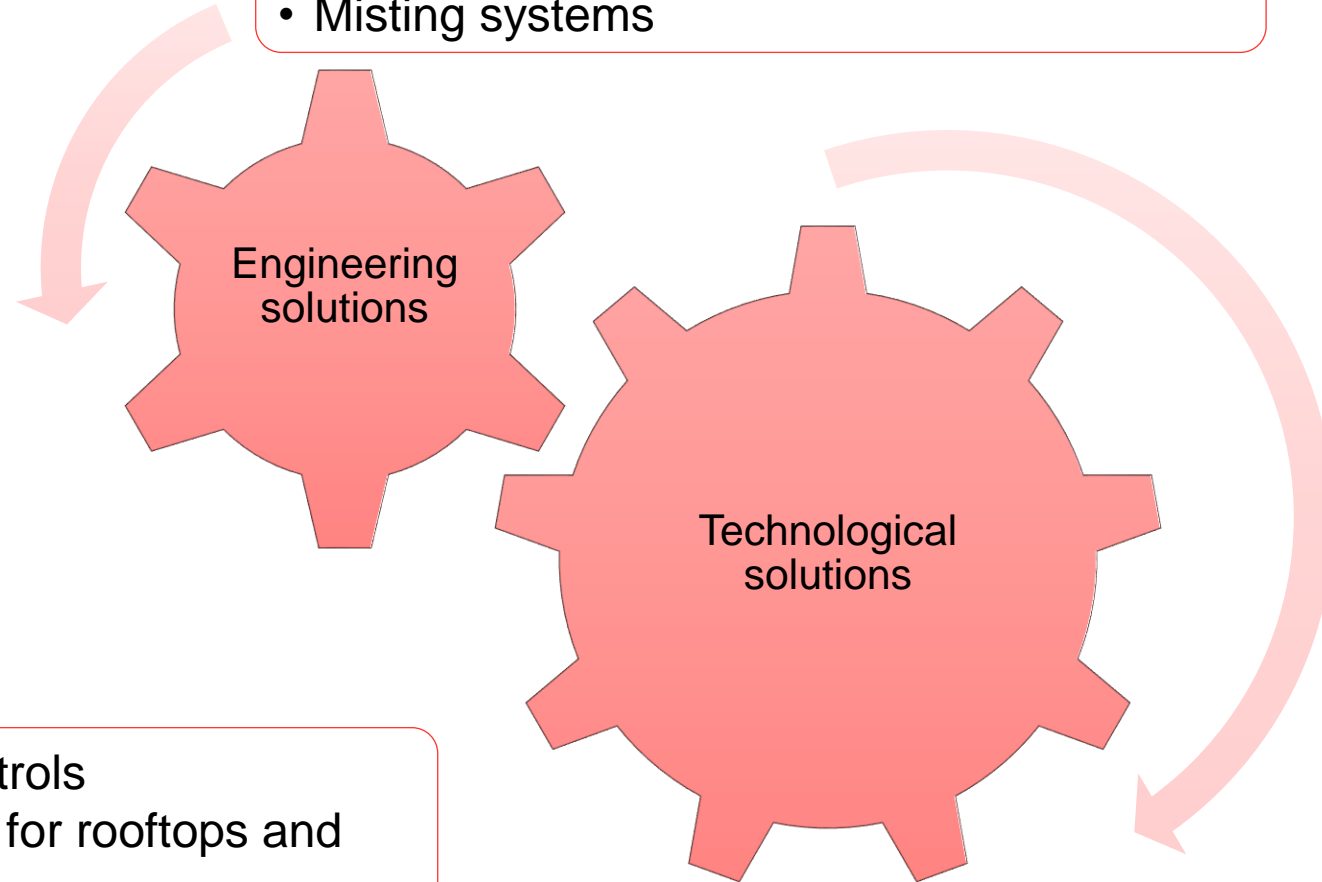 • Misting systems
Engineering
solutions
Technological
solutions
trols
for rooftops and